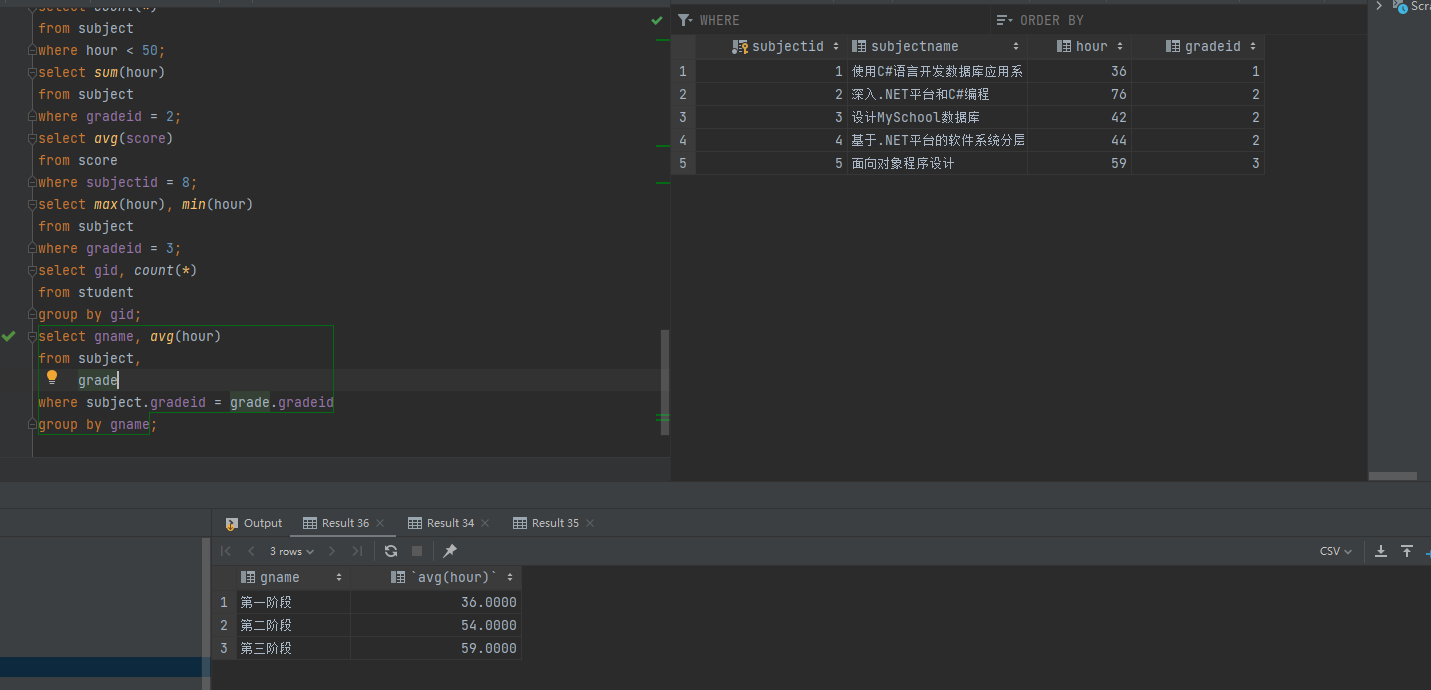 select count(*)
from subject
where hour < 50;
select sum(hour)
from subject
where gradeid = 2;
select avg(score)
from score
where subjectid = 8;
select max(hour), min(hour)
from subject
where gradeid = 3;
select gid, count(*)
from student
group by gid;
select gname, avg(hour)
from subject,
grade
where subject.gradeid = grade.gradeid
group by gname;
WHERE ORDER BY
subjectid subjectname hour gradeid
1 1 使用C#语言开发数据库应用系 36 1
2 2 深入.NET平台和C#编程 76 2
3 3 设计MySchool数据库 42 2
4 4 基于.NET平台的软件系统分层 44 2
5 5 面向对象程序设计 59 3
Scra
Output Result 36 Result 34 Result 35
3 rows CSV
gname `avg(hour)`
1 第一阶段 36.0000
2 第二阶段 54.0000
3 第三阶段 59.0000